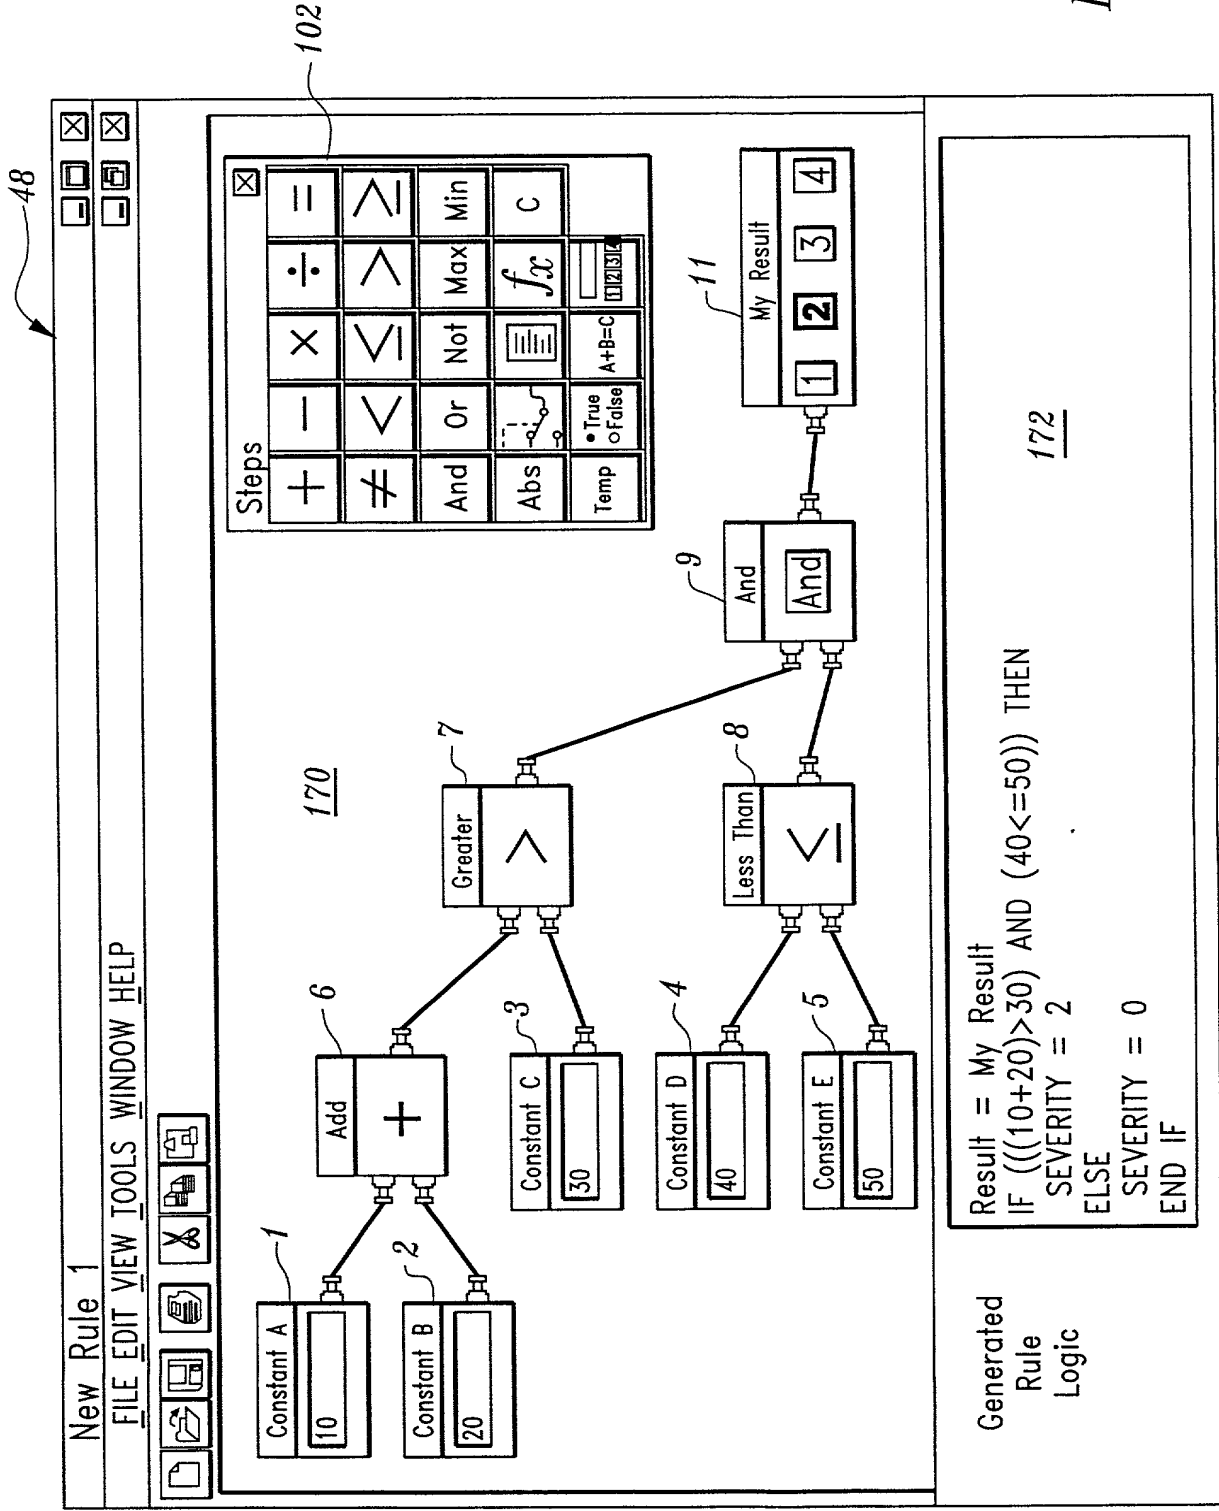 48
New Rule 1
FILE EDIT VIEW TOOLS WINDOW HELP
102
Steps
+ − × ÷ =
≠ < ≤ > ≥
And Or Not Max Min
Abs fx C
Temp True False A+B=C 1 2 3
170
Constant A
10
1
Constant B
20
2
Add
+
6
Constant C
30
3
Constant D
40
4
Constant E
50
5
Greater
>
7
Less Than
≤
8
And
And
9
My Result
1 2 3 4
11
Generated
Rule
Logic
Result = My Result
IF (((10+20)>30) AND (40<=50)) THEN
SEVERITY = 2
ELSE
SEVERITY = 0
END IF
172